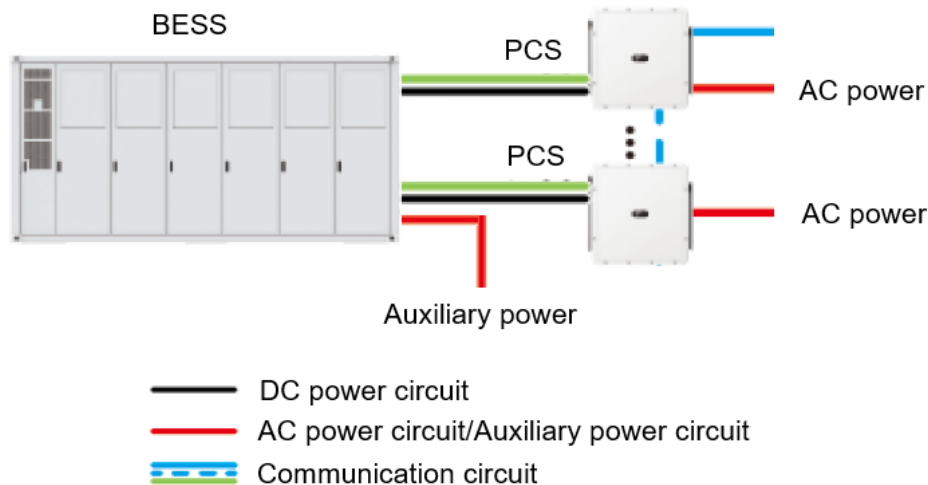 BESS
PCS
AC power
PCS
AC power
Auxiliary power
DC power circuit
AC power circuit/Auxiliary power circuit
Communication circuit